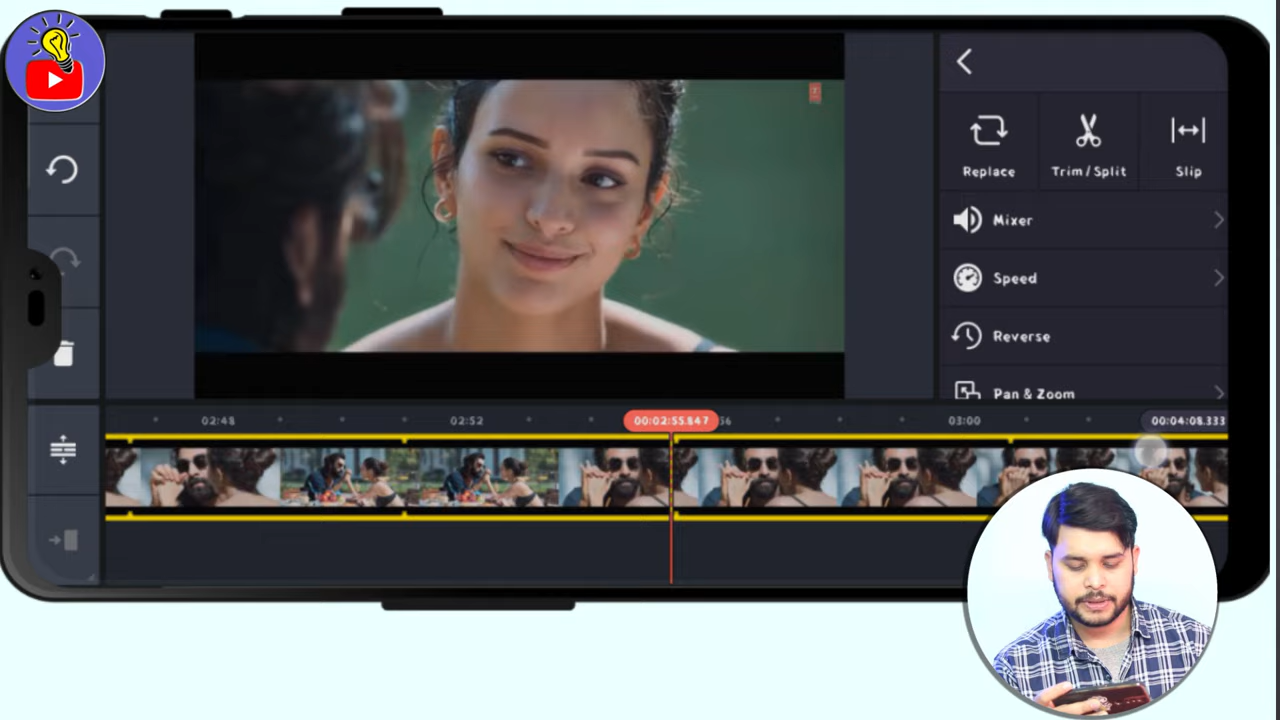 Replace
Trim/Split
Slip
Mixer
Speed
Reverse
Pan & Zoom
02:48
02:52
00:02:55.847
56
03:00
00:04:08.333